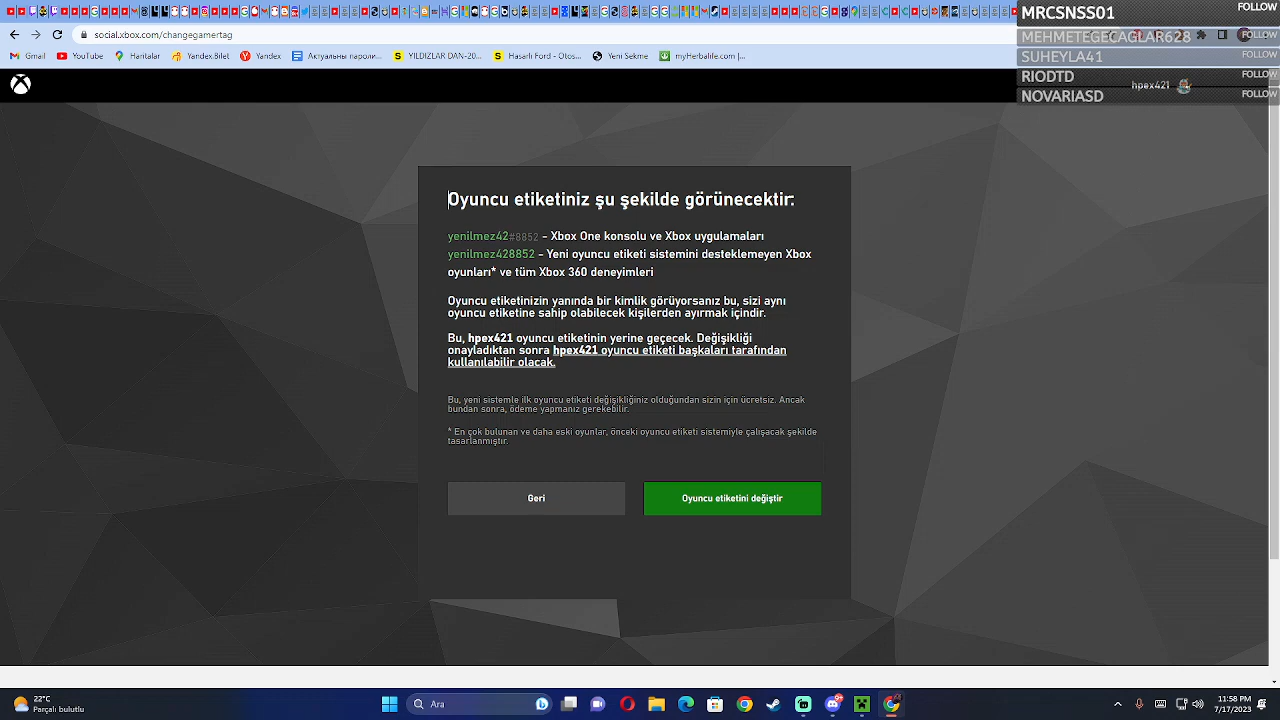 MRCSNSS01 FOLLOW
social.xbox.com/changegamertag
MEHMETEGECAGLAR628 FOLLOW
Gmail YouTube Haritalar Yandex.Bilet Yandex Актуальны пароли... YILDIZLAR DAN-20... Hasarlı Ford - Otos... Yeni Sekme myHerbalife.com |...
SUHEYLA41 FOLLOW
RIODTD FOLLOW
hpex421
NOVARIASD FOLLOW
Oyuncu etiketiniz şu şekilde görünecektir:
yenilmez42#8852 - Xbox One konsolu ve Xbox uygulamaları
yenilmez428852 - Yeni oyuncu etiketi sistemini desteklemeyen Xbox
oyunları* ve tüm Xbox 360 deneyimleri
Oyuncu etiketinizin yanında bir kimlik görüyorsanız bu, sizi aynı
oyuncu etiketine sahip olabilecek kişilerden ayırmak içindir.
Bu, hpex421 oyuncu etiketinin yerine geçecek. Değişikliği
onayladıktan sonra hpex421 oyuncu etiketi başkaları tarafından
kullanılabilir olacak.
Bu, yeni sistemle ilk oyuncu etiketi değişikliğiniz olduğundan sizin için ücretsiz. Ancak
bundan sonra, ödeme yapmanız gerekebilir.
* En çok bulunan ve daha eski oyunlar, önceki oyuncu etiketi sistemiyle çalışacak şekilde
tasarlanmıştır.
Geri Oyuncu etiketini değiştir
22°C
Parçalı bulutlu
Ara
11:58 PM
7/17/2023